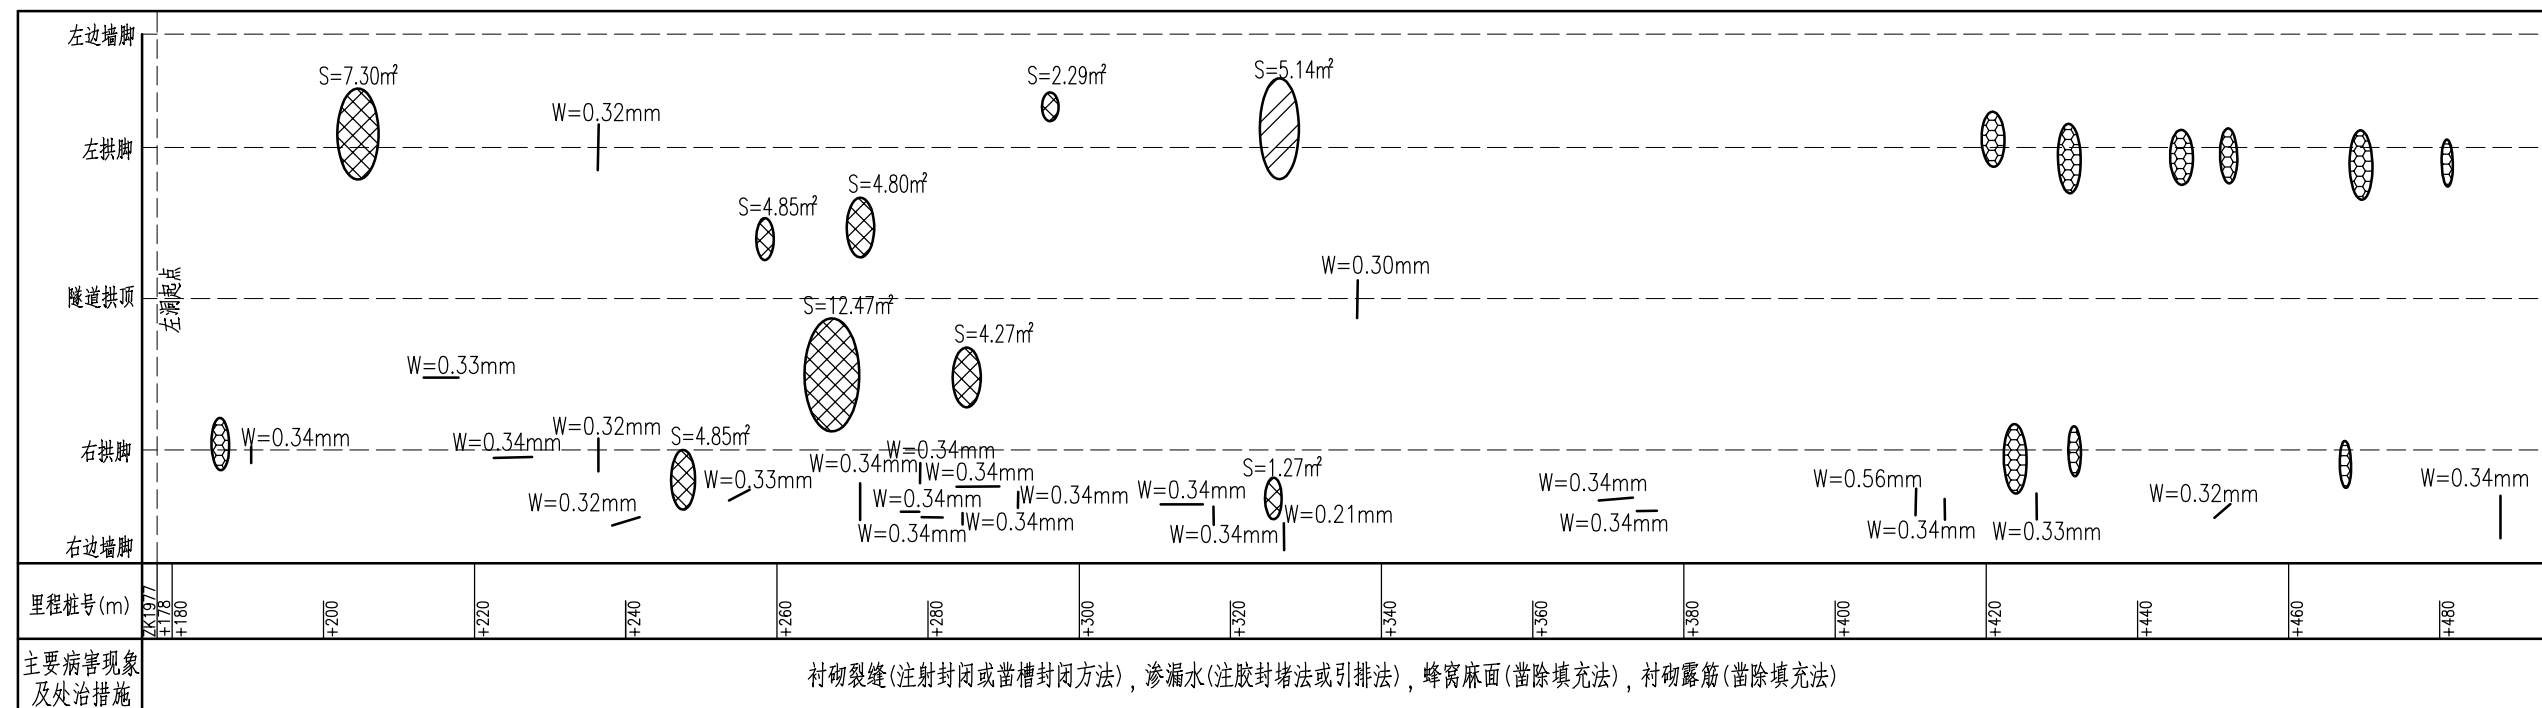 左边墙脚
S=7.30㎡
S=2.29㎡
S=5.14㎡
W=0.32mm
左拱脚
S=4.80㎡
S=4.85㎡
W=0.30mm
隧道拱顶
左洞起点
S=12.47㎡
S=4.27㎡
W=0.33mm
W=0.34mm
W=0.34mm
W=0.32mm
S=4.85㎡
W=0.34mm
右拱脚
W=0.34mm
W=0.34mm
S=1.27㎡
W=0.33mm
W=0.34mm
W=0.34mm
W=0.34mm
W=0.34mm
W=0.56mm
W=0.34mm
W=0.32mm
W=0.32mm
W=0.34mm
W=0.34mm
W=0.34mm
W=0.21mm
W=0.34mm
W=0.34mm
W=0.33mm
右边墙脚
里程桩号(m)
ZK1977
+178
+180
+200
+220
+240
+260
+280
+300
+320
+340
+360
+380
+400
+420
+440
+460
+480
主要病害现象
及处治措施
衬砌裂缝(注射封闭或凿槽封闭方法),渗漏水(注胶封堵法或引排法),蜂窝麻面(凿除填充法),衬砌露筋(凿除填充法)